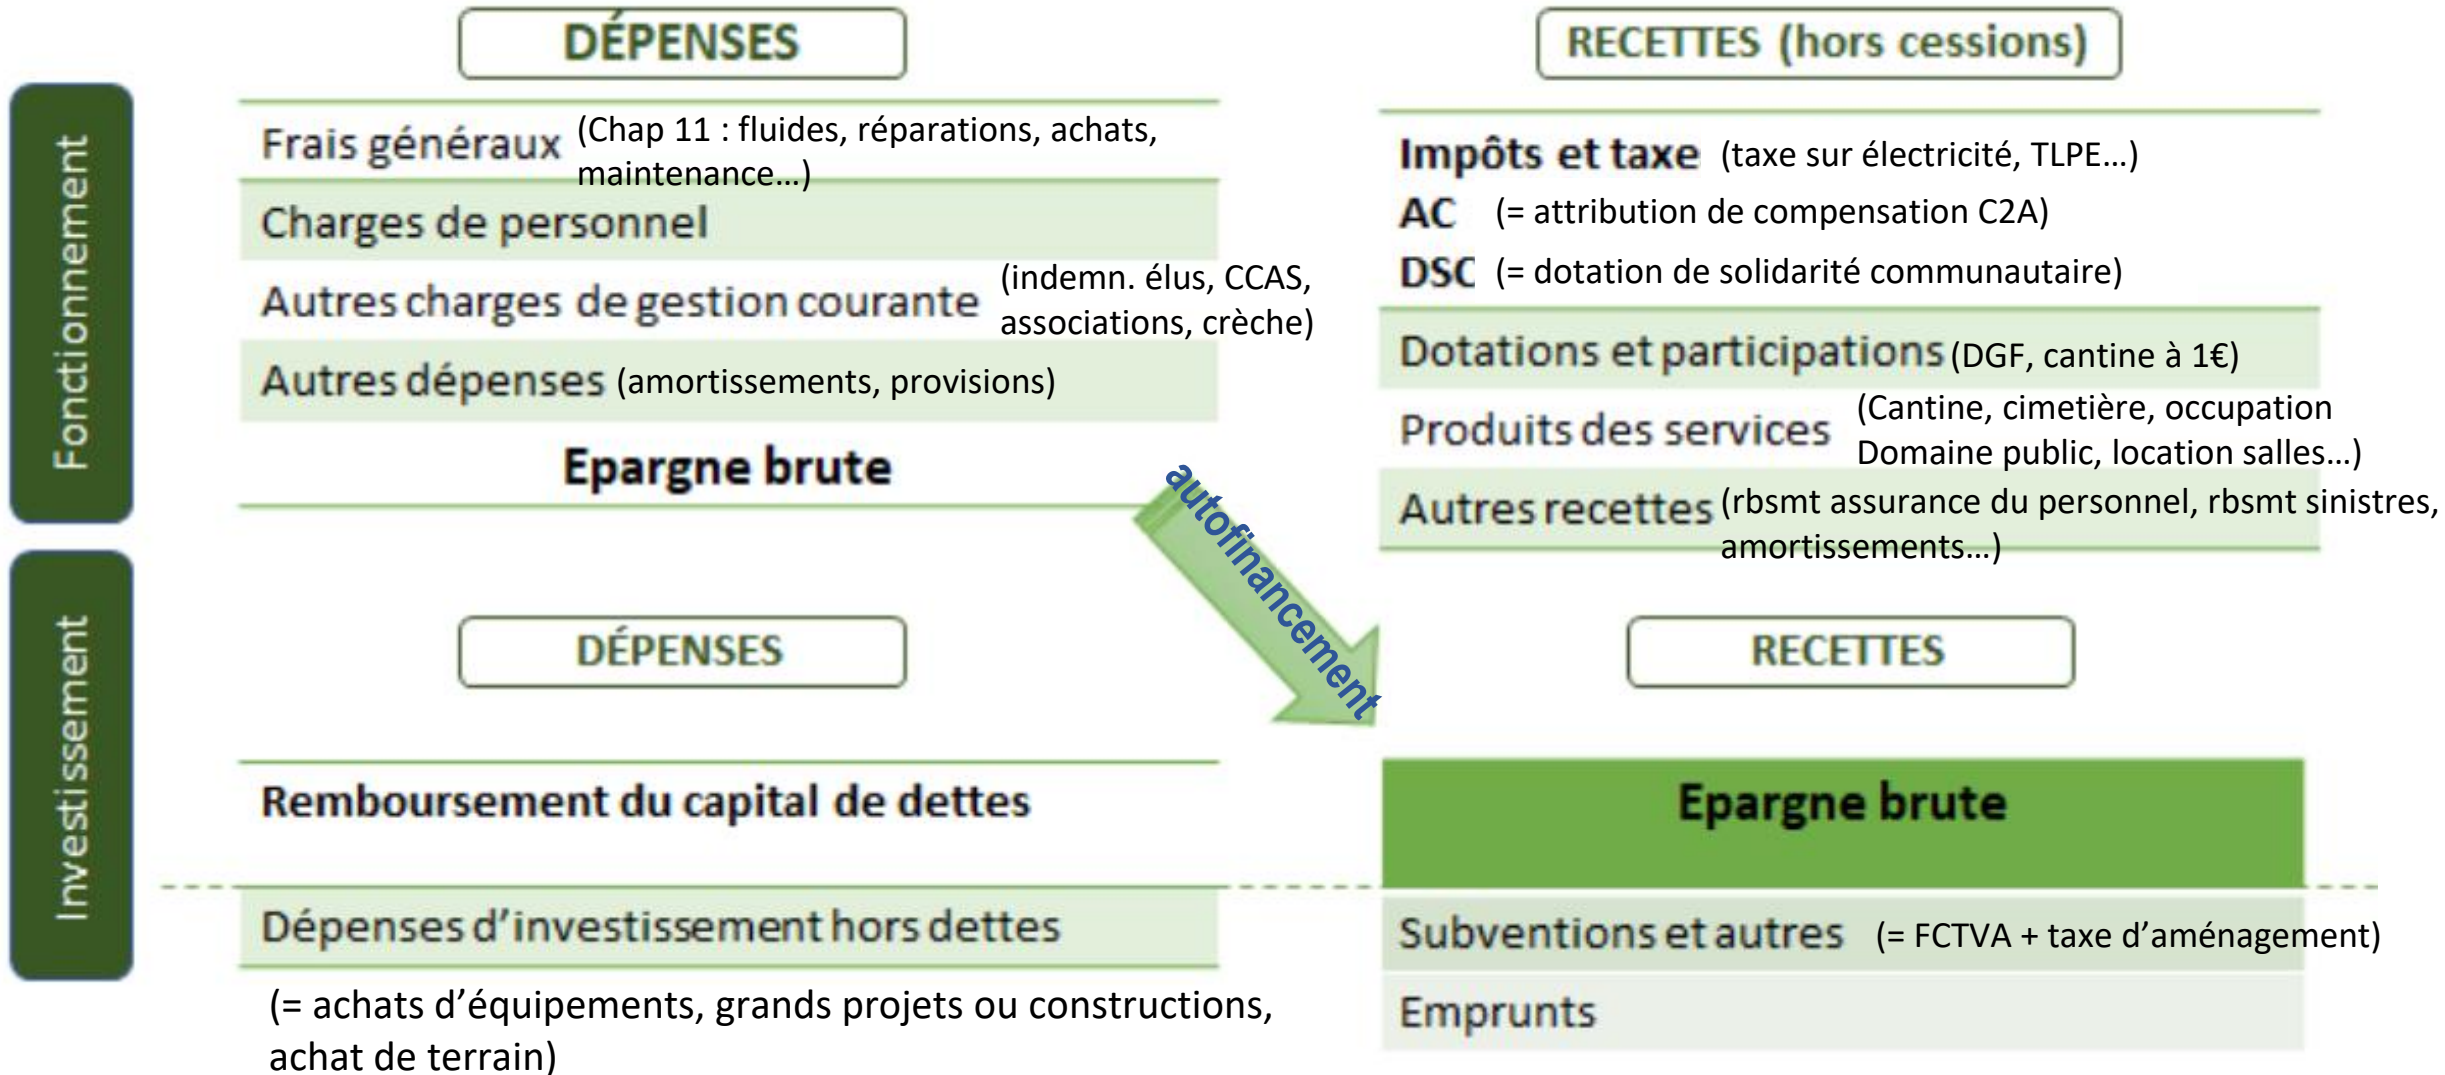 DÉPENSES
RECETTES (hors cessions)
Fonctionnement
Frais généraux (Chap 11 : fluides, réparations, achats,
maintenance…)
Charges de personnel
Autres charges de gestion courante (indemn. élus, CCAS,
associations, crèche)
Autres dépenses (amortissements, provisions)
Epargne brute
Impôts et taxe (taxe sur électricité, TLPE…)
AC (= attribution de compensation C2A)
DSC (= dotation de solidarité communautaire)
Dotations et participations (DGF, cantine à 1€)
Produits des services (Cantine, cimetière, occupation
Domaine public, location salles…)
Autres recettes (rbsmt assurance du personnel, rbsmt sinistres,
amortissements…)
autofinancement
Investissement
DÉPENSES
RECETTES
Remboursement du capital de dettes
Dépenses d'investissement hors dettes
(= achats d'équipements, grands projets ou constructions,
achat de terrain)
Epargne brute
Subventions et autres (= FCTVA + taxe d'aménagement)
Emprunts